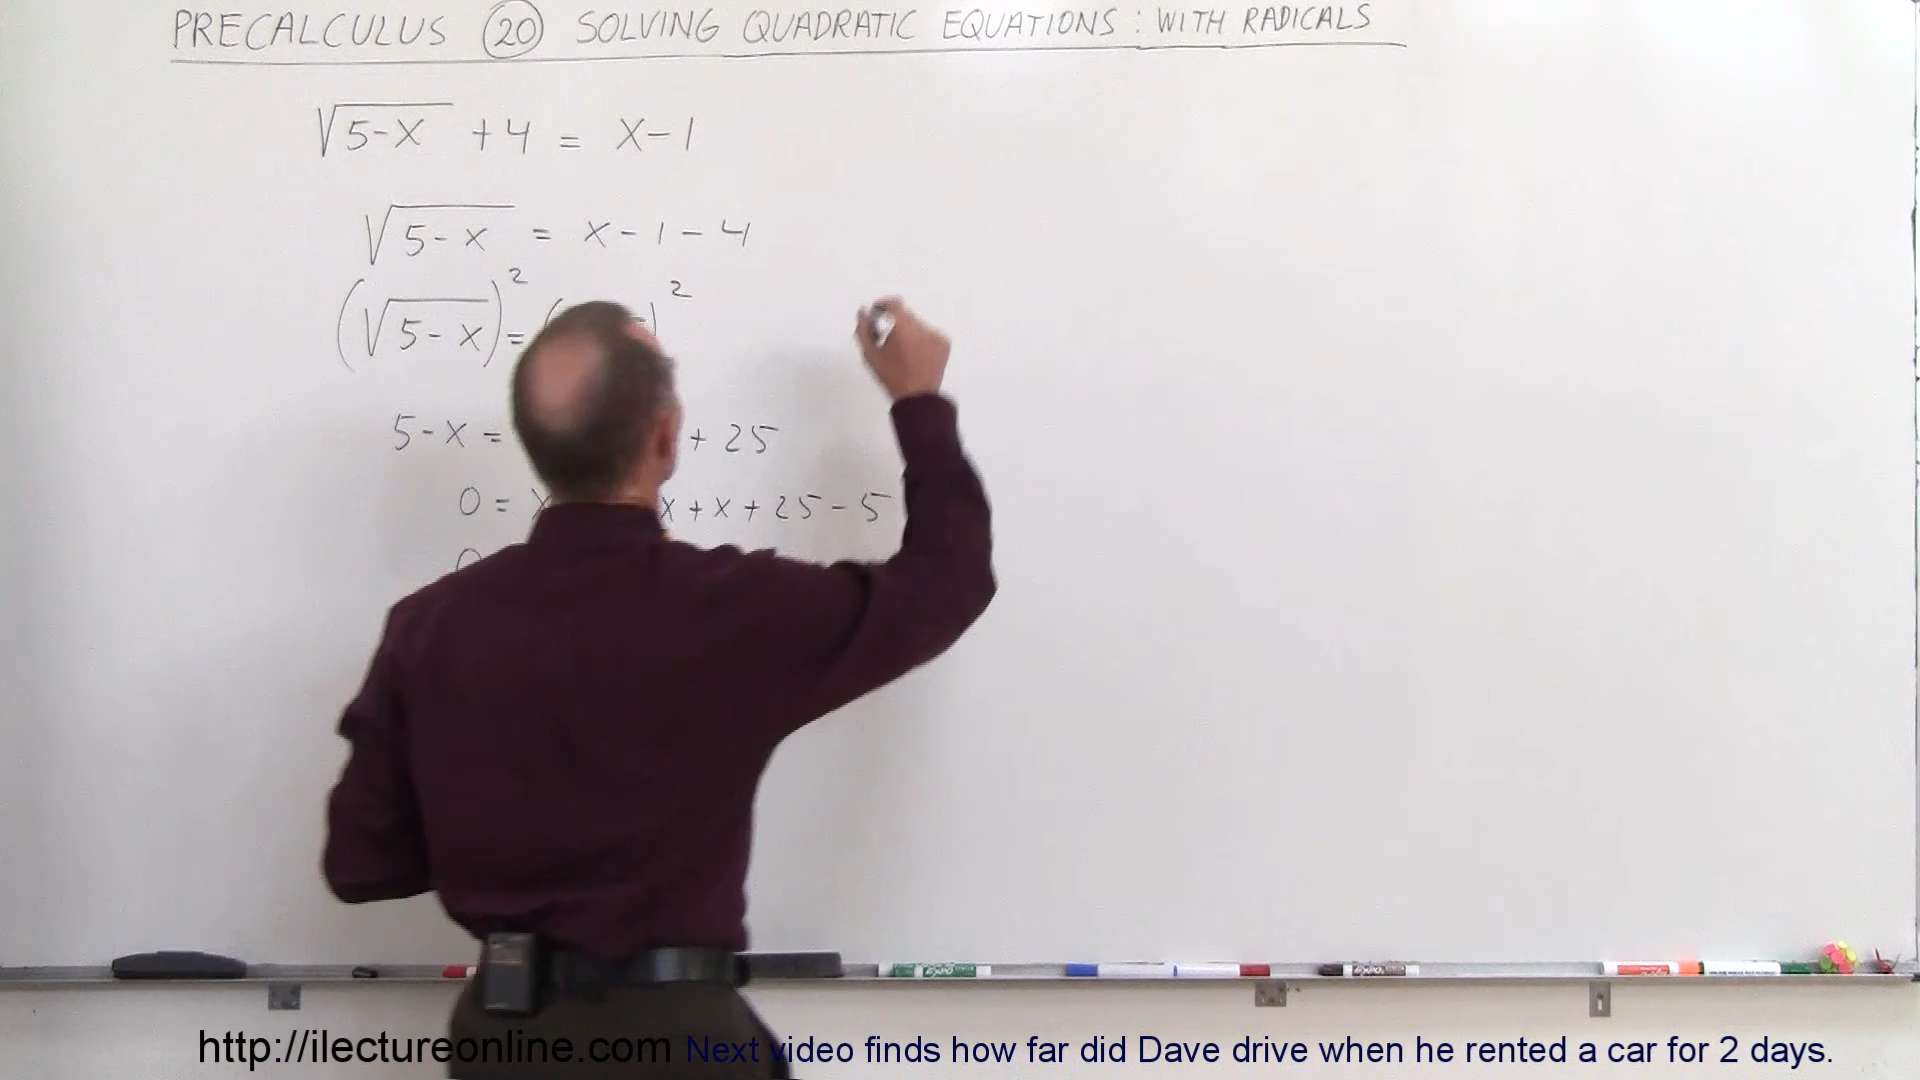 PRECALCULUS 20 SOLVING QUADRATIC EQUATIONS : WITH RADICALS
√5-X + 4 = X-1
√5-x = x-1-4
(√5-x)² = ( )²
5-x = + 25
0 = x x+x+25-5
0
http://ilectureonline.com Next video finds how far did Dave drive when he rented a car for 2 days.